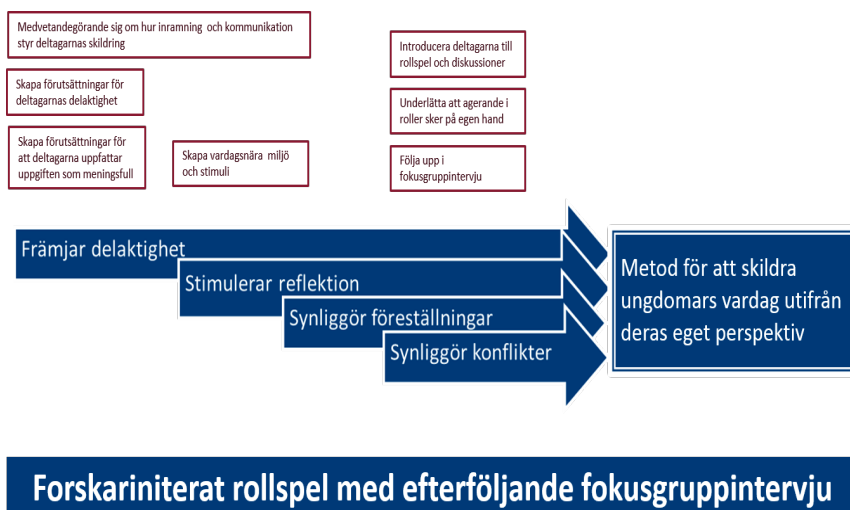 Medvetandegörande sig om hur inramning och kommunikation
styr deltagarnas skildring
Skapa förutsättningar för
deltagarnas delaktighet
Skapa förutsättningar för
att deltagarna uppfattar
uppgiften som meningsfull
Skapa vardagsnära miljö
och stimuli
Introducera deltagarna till
rollspel och diskussioner
Underlätta att agerande i
roller sker på egen hand
Följa upp i
fokusgruppintervju
Främjar delaktighet
Stimulerar reflektion
Synliggör föreställningar
Synliggör konflikter
Metod för att skildra
ungdomars vardag utifrån
deras eget perspektiv
Forskariniterat rollspel med efterföljande fokusgruppintervju